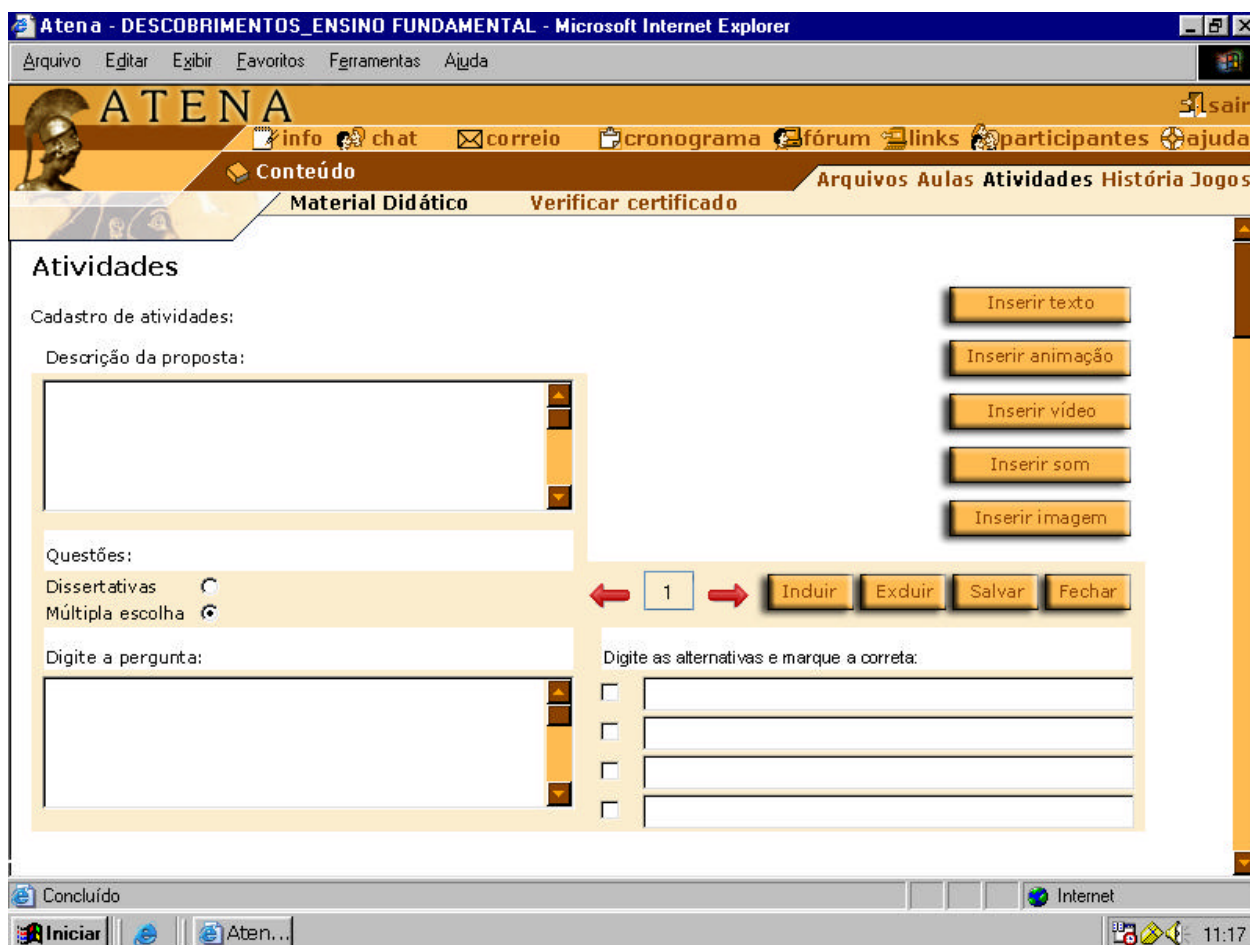 Atena - DESCOBRIMENTOS_ENSINO FUNDAMENTAL - Microsoft Internet Explorer
Arquivo Editar Exibir Favoritos Ferramentas Ajuda
ATENA
sair
info chat correio cronograma fórum links participantes ajuda
Conteúdo
Arquivos Aulas Atividades História Jogos
Material Didático Verificar certificado
Atividades
Inserir texto
Cadastro de atividades:
Descrição da proposta:
Inserir animação
Inserir vídeo
Inserir som
Inserir imagem
Questões:
Dissertativas
1 Induir Exduir Salvar Fechar
Múltipla escolha
Digite a pergunta:
Digite as alternativas e marque a correta:
Concluído
Internet
Iniciar
Aten...
11:17